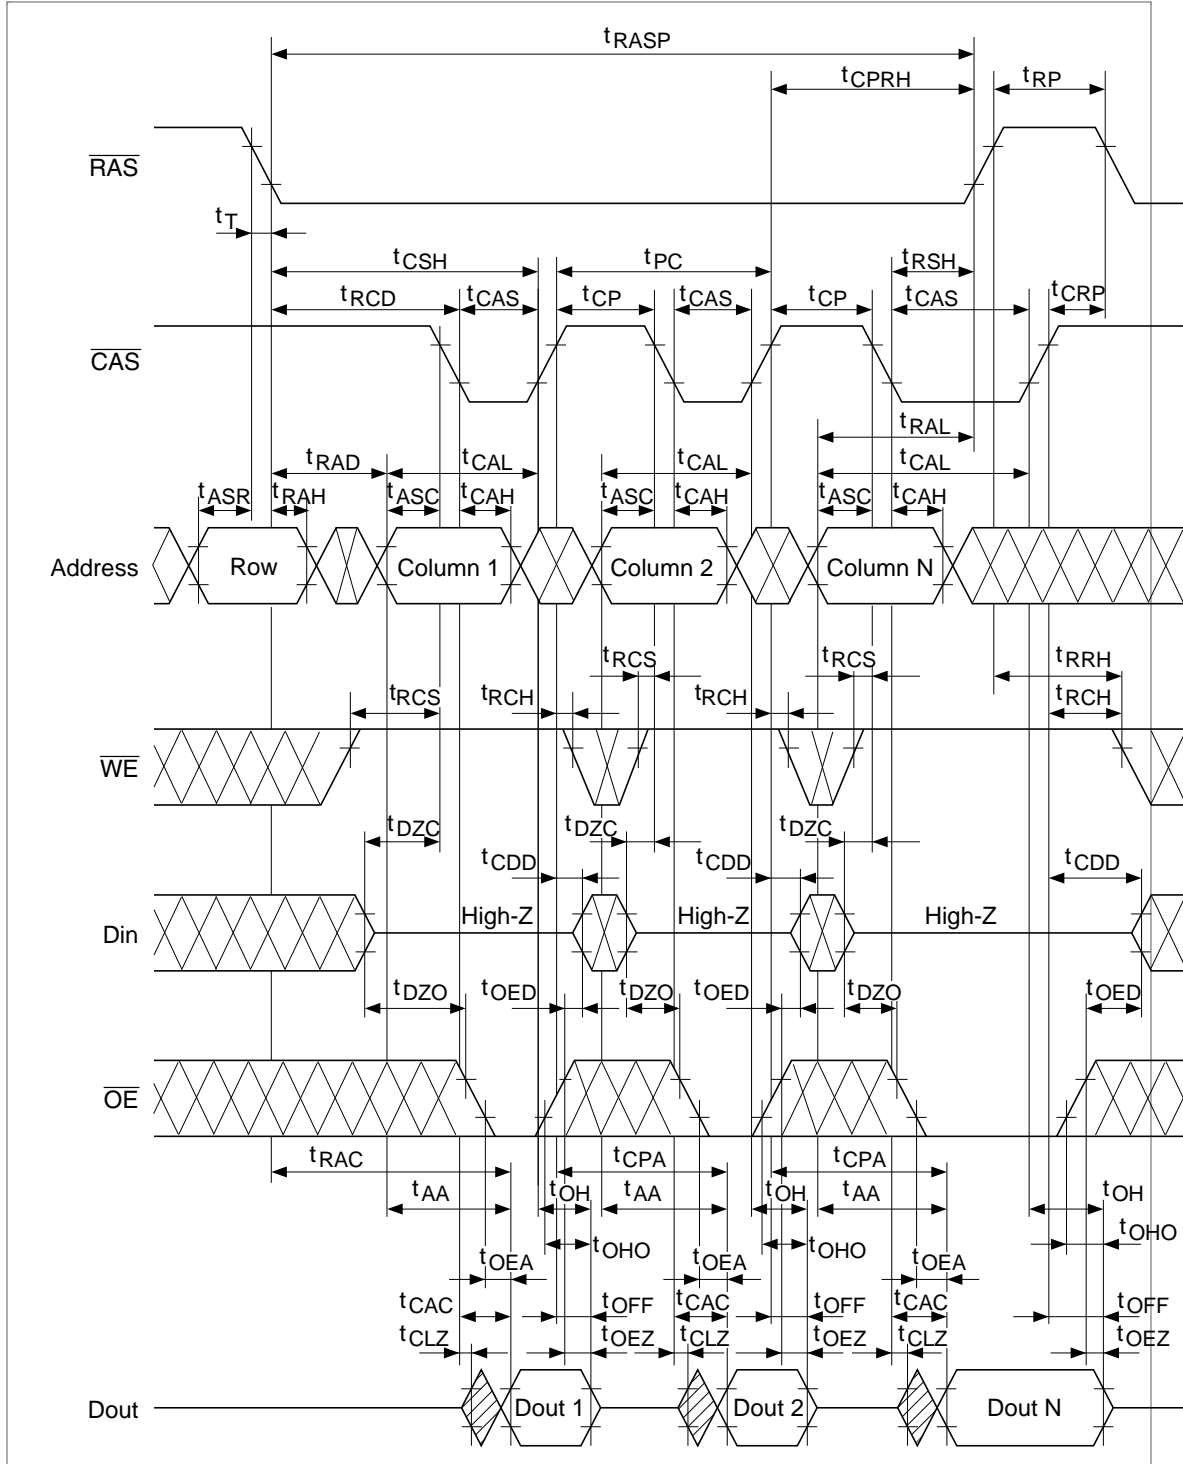 tRASP
tCPRH tRP
RAS
tT
tCSH tPC tRSH
tRCD tCAS tCP tCAS tCP tCAS tCRP
CAS
tRAL
tRAD tCAL tCAL tCAL
tASR tRAH tASC tCAH tASC tCAH tASC tCAH
Address Row Column 1 Column 2 Column N
tRCS tRCS tRRH
tRCS tRCH tRCH tRCH
WE
tDZC tDZC tDZC
tCDD tCDD tCDD
High-Z High-Z High-Z
Din
tDZO tOED tDZO tOED tDZO tOED
OE
tRAC tCPA tCPA
tAA tOH tAA tOH tAA tOH
tOHO tOHO tOHO
tOEA tOEA tOEA
tCAC tOFF tCAC tOFF tCAC tOFF
tCLZ tOEZ tCLZ tOEZ tCLZ tOEZ
Dout Dout 1 Dout 2 Dout N